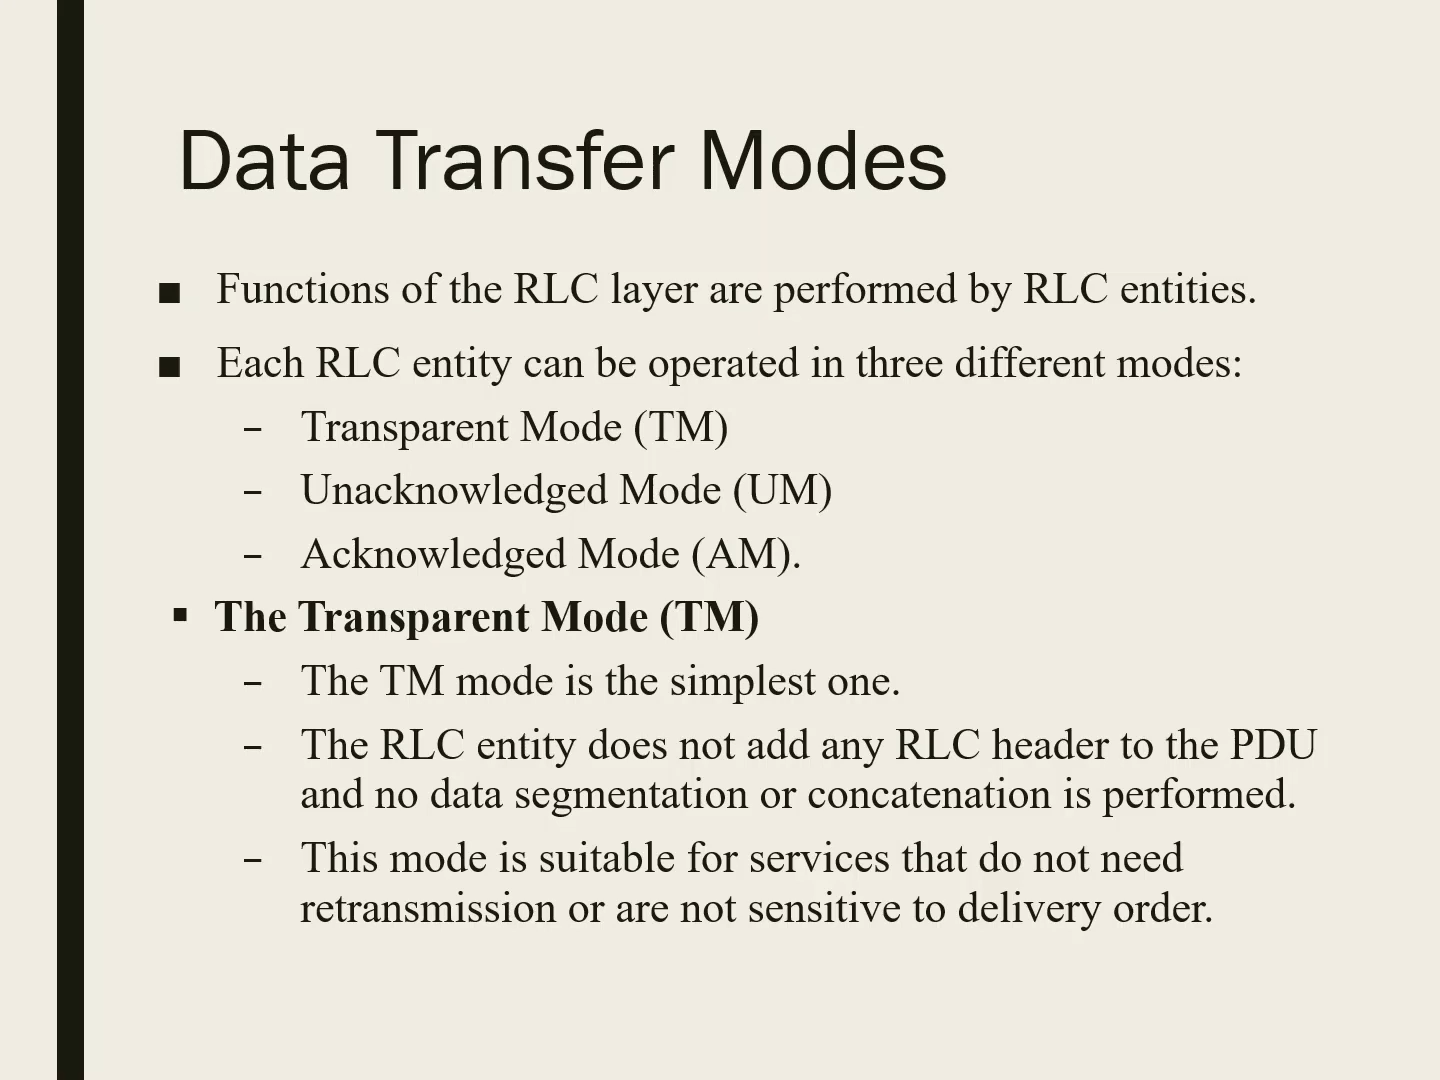 Data Transfer Modes
■ Functions of the RLC layer are performed by RLC entities.
■ Each RLC entity can be operated in three different modes:
– Transparent Mode (TM)
– Unacknowledged Mode (UM)
– Acknowledged Mode (AM).
▪ The Transparent Mode (TM)
– The TM mode is the simplest one.
– The RLC entity does not add any RLC header to the PDU
and no data segmentation or concatenation is performed.
– This mode is suitable for services that do not need
retransmission or are not sensitive to delivery order.